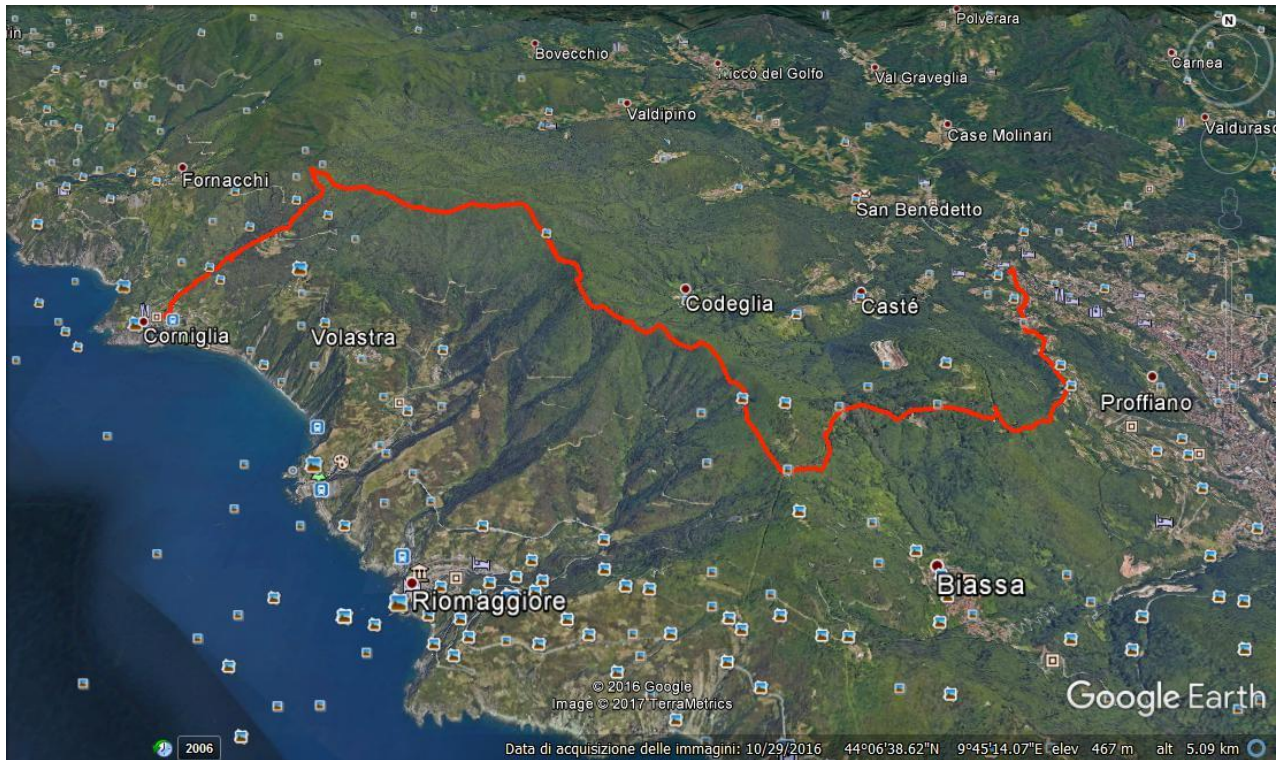 Polverara
N
in
Bovecchio
Ricco del Golfo
Val Graveglia
Carnea
Valdipino
Case Molinari
Valdurasc
Fornacchi
San Benedetto
Codeglia
Casté
Corniglia
Volastra
Proffiano
Riomaggiore
Biassa
© 2016 Google
Image © 2017 TerraMetrics
Google Earth
2006
Data di acquisizione delle immagini: 10/29/2016 44°06'38.62"N 9°45'14.07"E elev 467 m alt 5.09 km